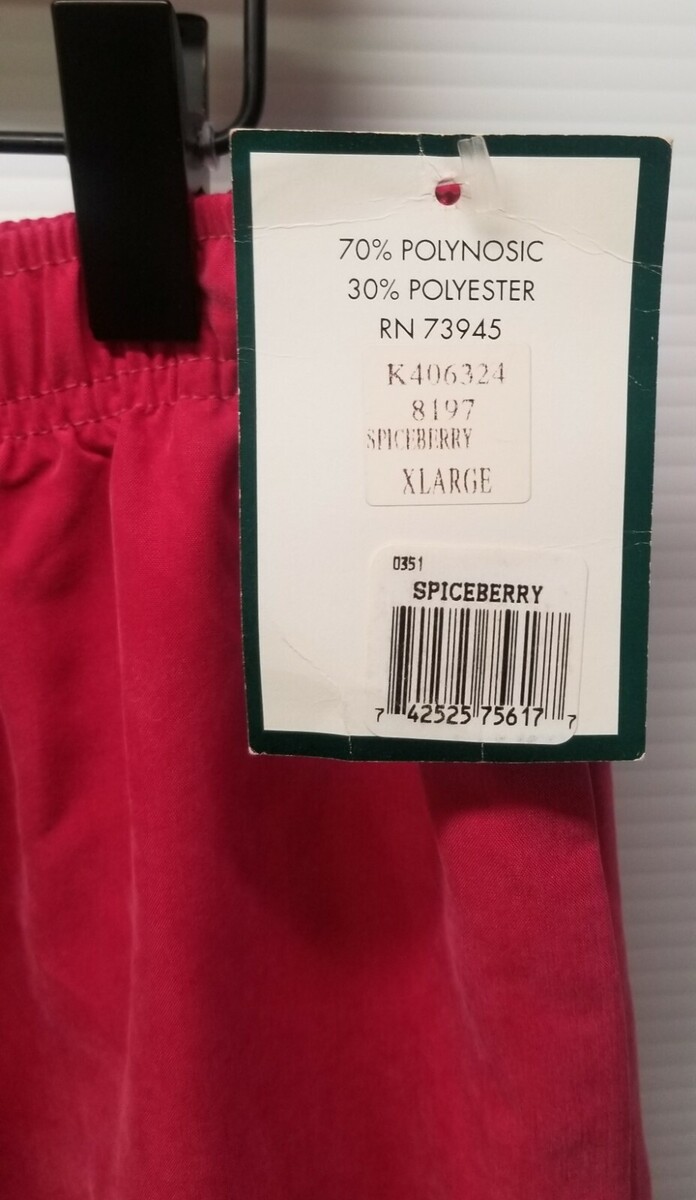 70% POLYNOSIC
30% POLYESTER
RN 73945
K406324
8197
SPICEBERRY
XLARGE
0351
SPICEBERRY
7 42525 75617 7